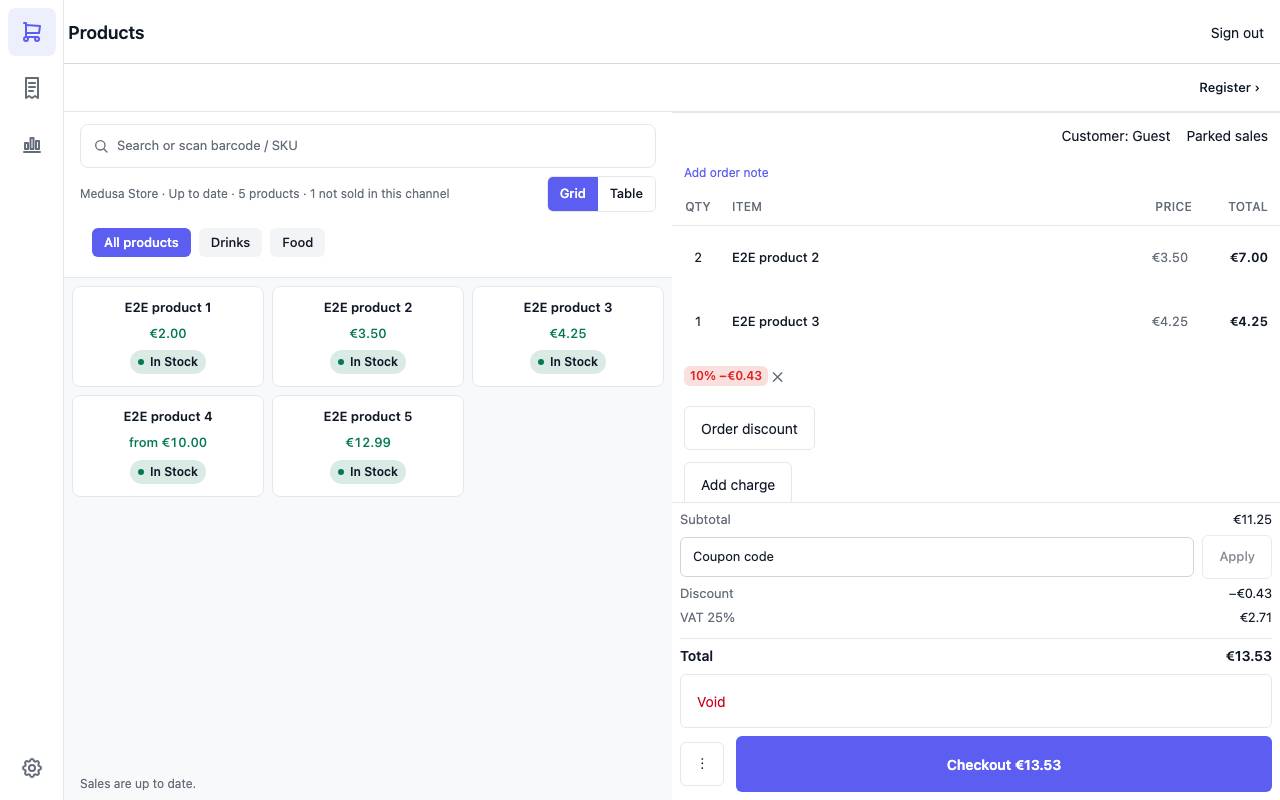 Products
Sign out
Register ›
Search or scan barcode / SKU
Medusa Store · Up to date · 5 products · 1 not sold in this channel
Grid
Table
All products
Drinks
Food
E2E product 1
€2.00
In Stock
E2E product 2
€3.50
In Stock
E2E product 3
€4.25
In Stock
E2E product 4
from €10.00
In Stock
E2E product 5
€12.99
In Stock
Sales are up to date.
Customer: Guest
Parked sales
Add order note
QTY ITEM PRICE TOTAL
2 E2E product 2 €3.50 €7.00
1 E2E product 3 €4.25 €4.25
10% −€0.43
Order discount
Add charge
Subtotal €11.25
Coupon code
Apply
Discount −€0.43
VAT 25% €2.71
Total €13.53
Void
Checkout €13.53